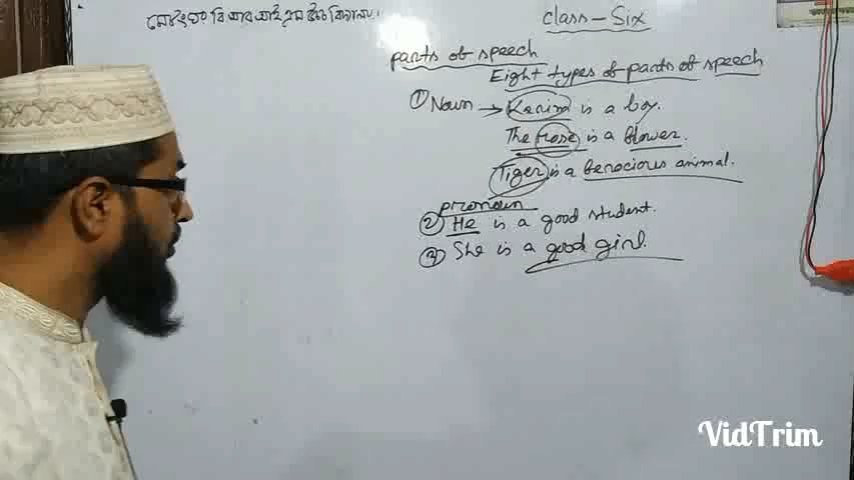 class - Six
parts of speech
Eight types of parts of speech
① Noun → Karim is a boy.
The rose is a flower.
Tiger is a ferocious animal.
pronoun
② He is a good student.
She is a good girl.
VidTrim